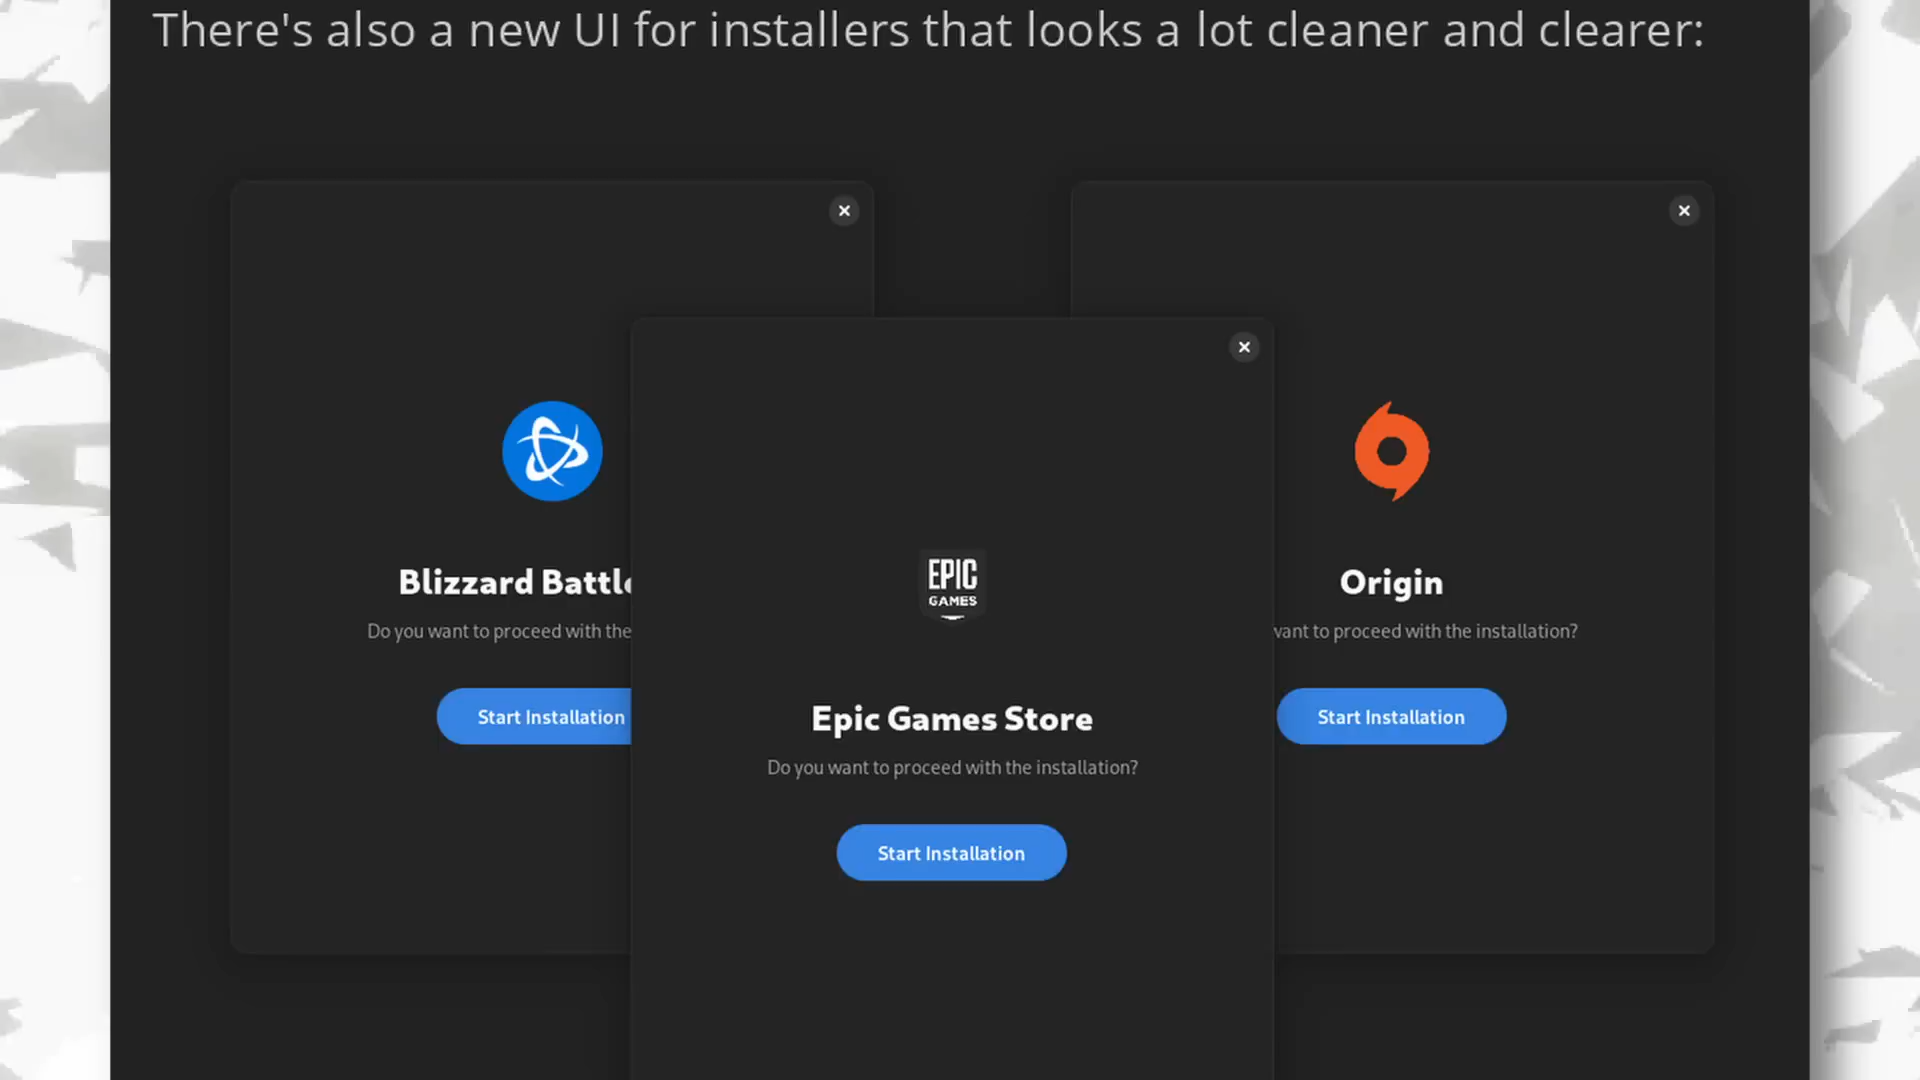 There's also a new UI for installers that looks a lot cleaner and clearer:
Blizzard Battle
Do you want to proceed with the
Start Installation
EPIC
GAMES
Epic Games Store
Do you want to proceed with the installation?
Start Installation
Origin
want to proceed with the installation?
Start Installation